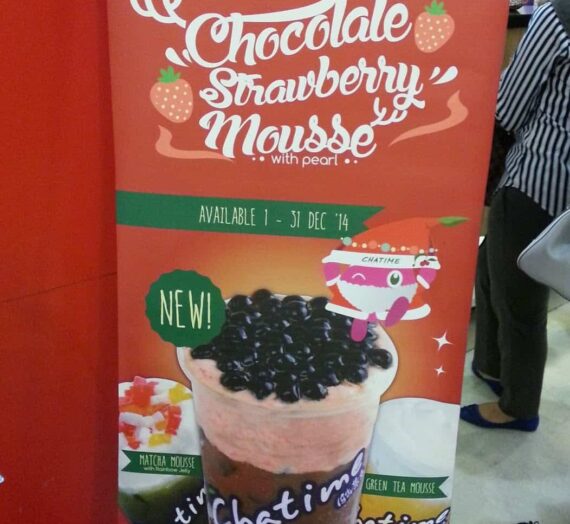 Chocolate
Strawberry
Mousse
with pearl
AVAILABLE 1 - 31 DEC '14
CHATIME
NEW!
MATCHA MOUSSE
with Rainbow Jelly
GREEN TEA MOUSSE
Chatime